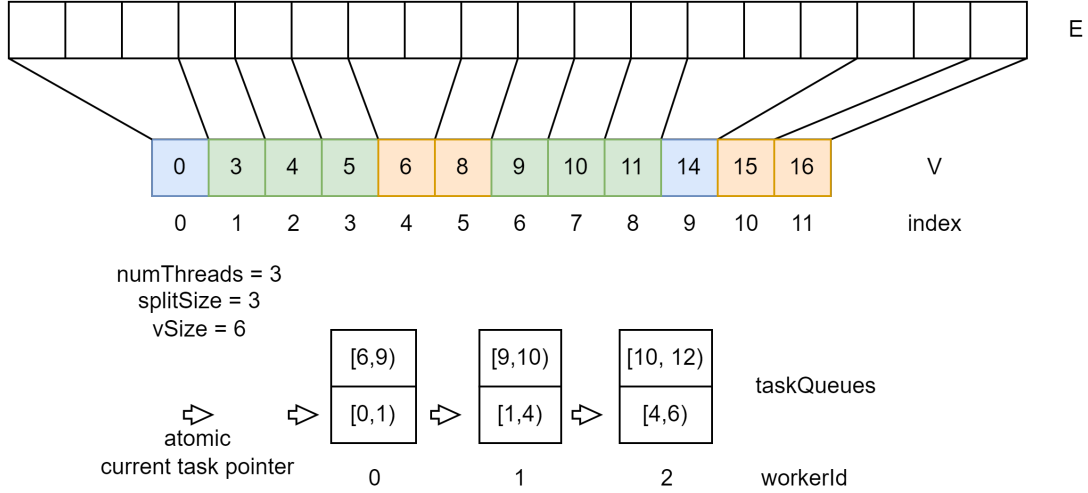 E
0 3 4 5 6 8 9 10 11 14 15 16 V
0 1 2 3 4 5 6 7 8 9 10 11 index
numThreads = 3
splitSize = 3
vSize = 6
[6,9) [9,10) [10, 12)
taskQueues
[0,1) [1,4) [4,6)
atomic
current task pointer
0 1 2 workerId